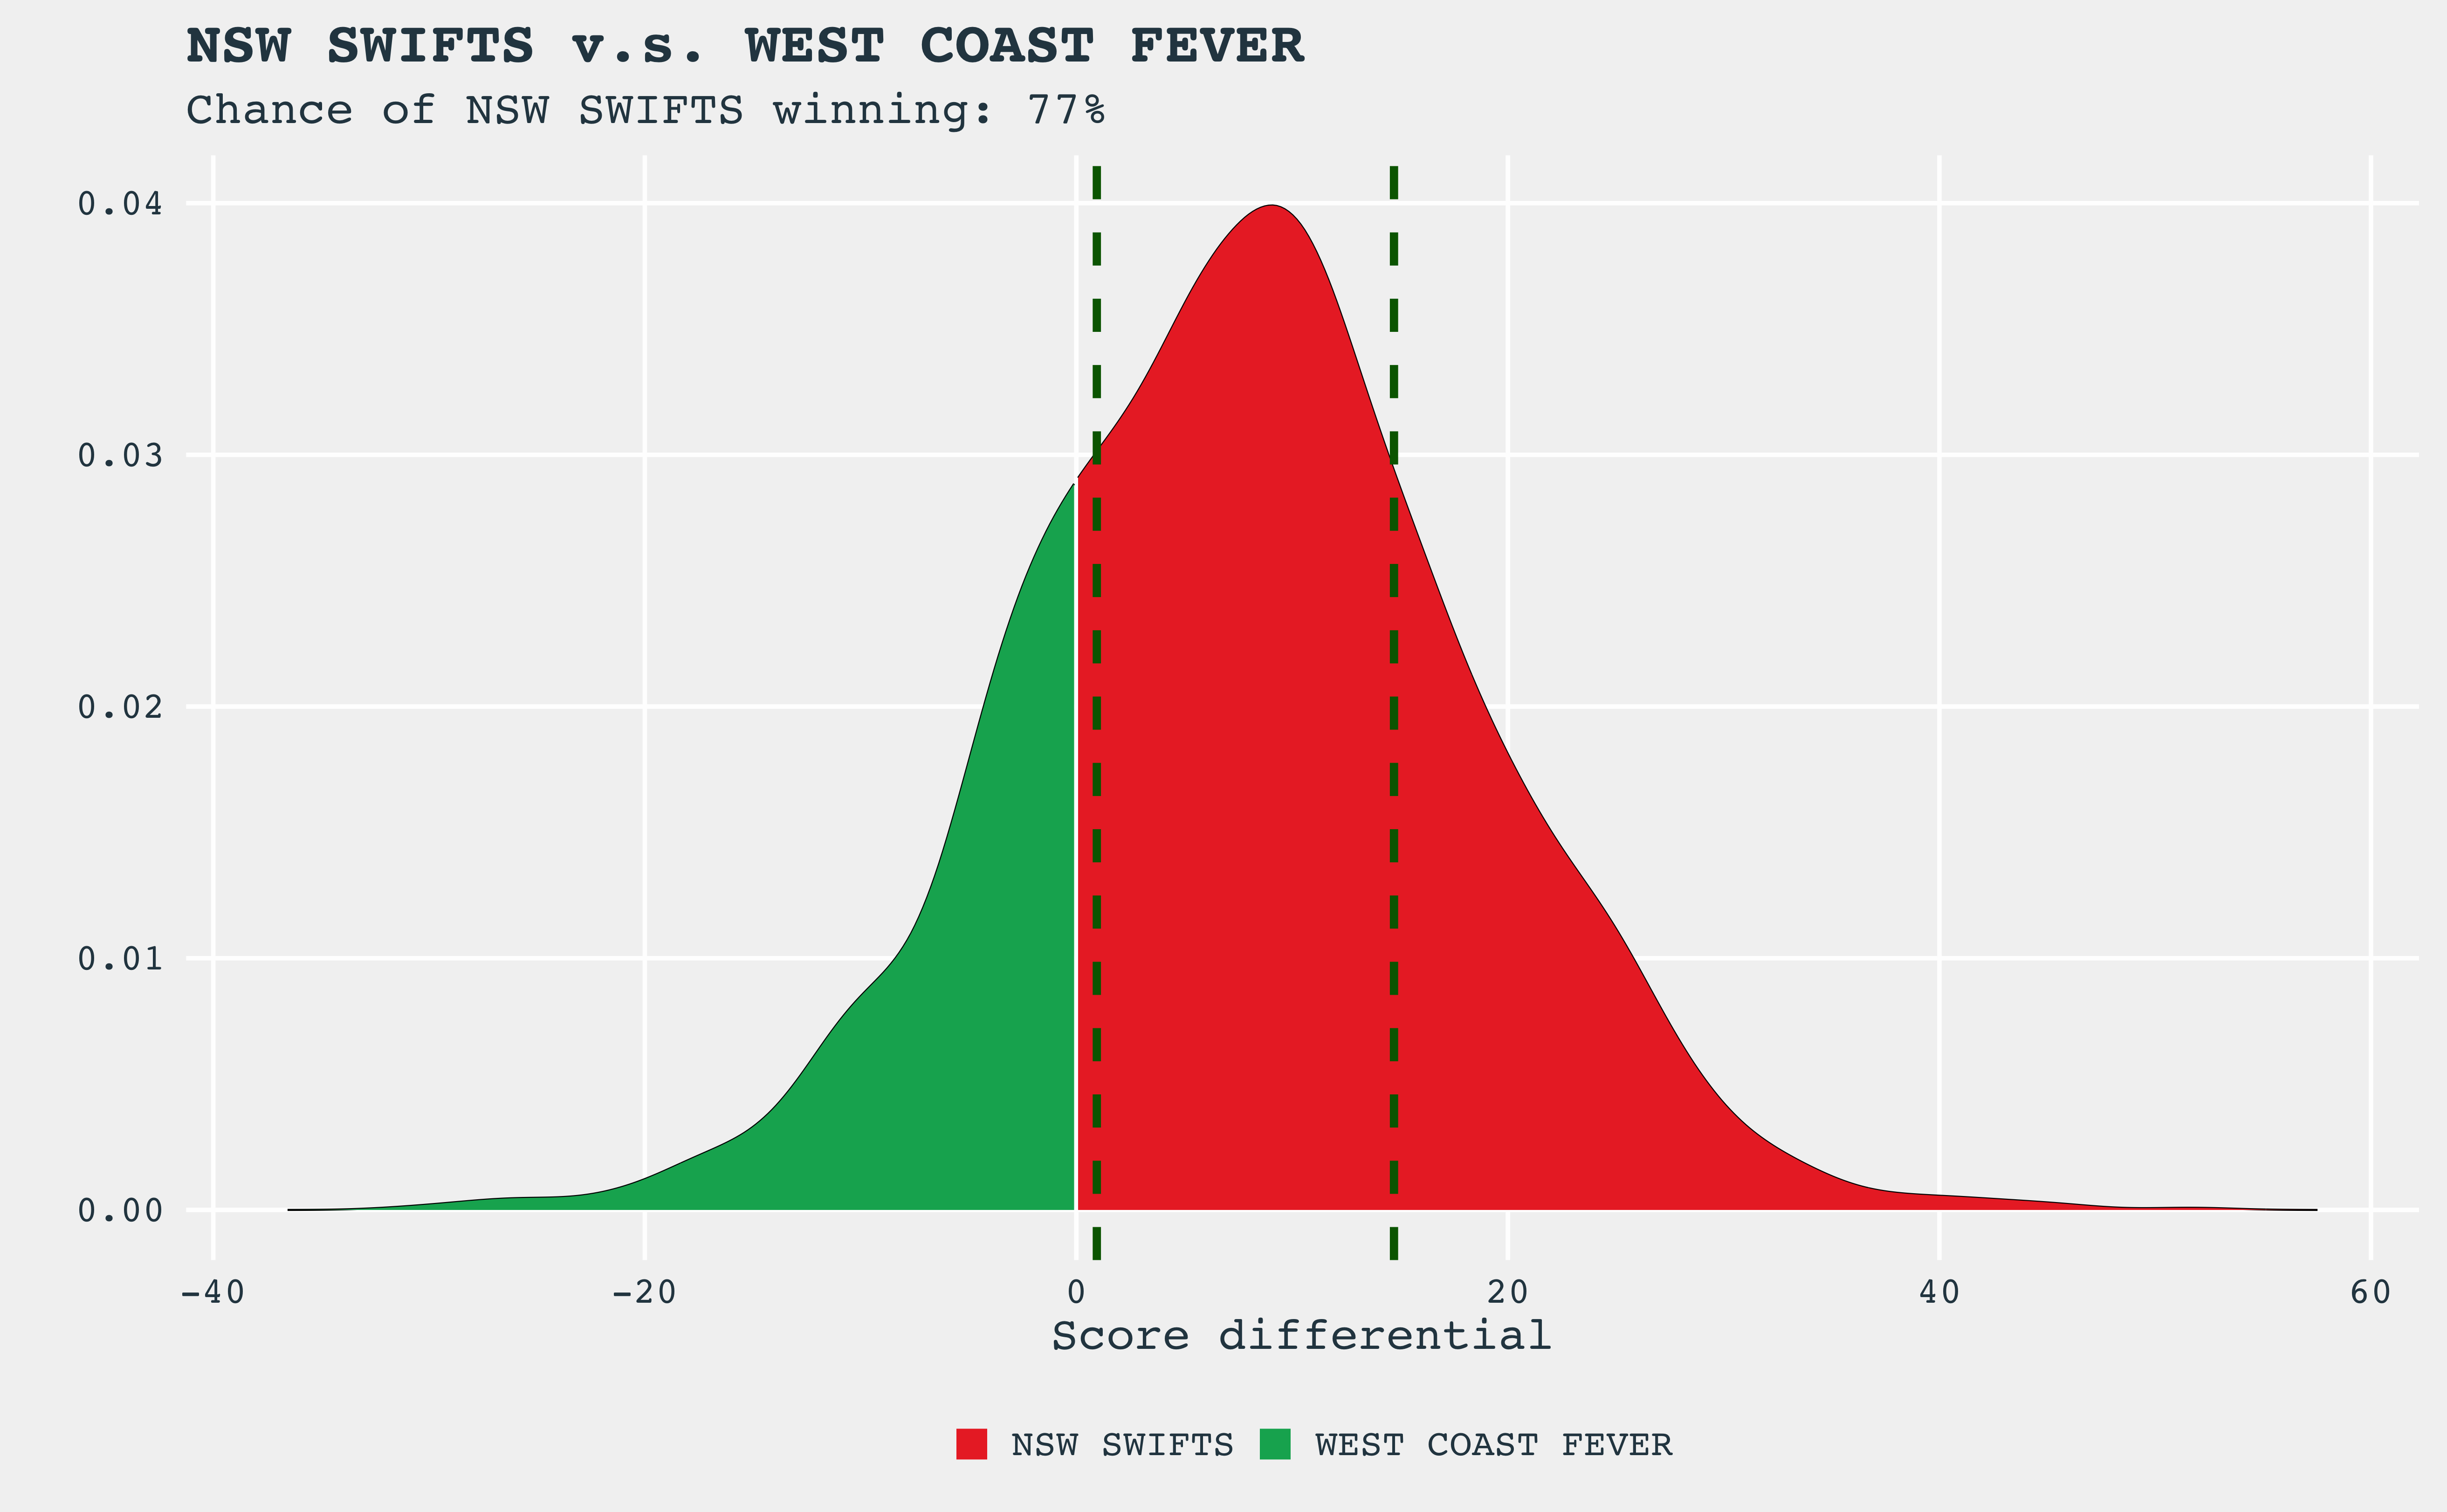 NSW SWIFTS v.s. WEST COAST FEVER
Chance of NSW SWIFTS winning: 77%
0.04
0.03
0.02
0.01
0.00
-40 -20 0 20 40 60
Score differential
NSW SWIFTS WEST COAST FEVER